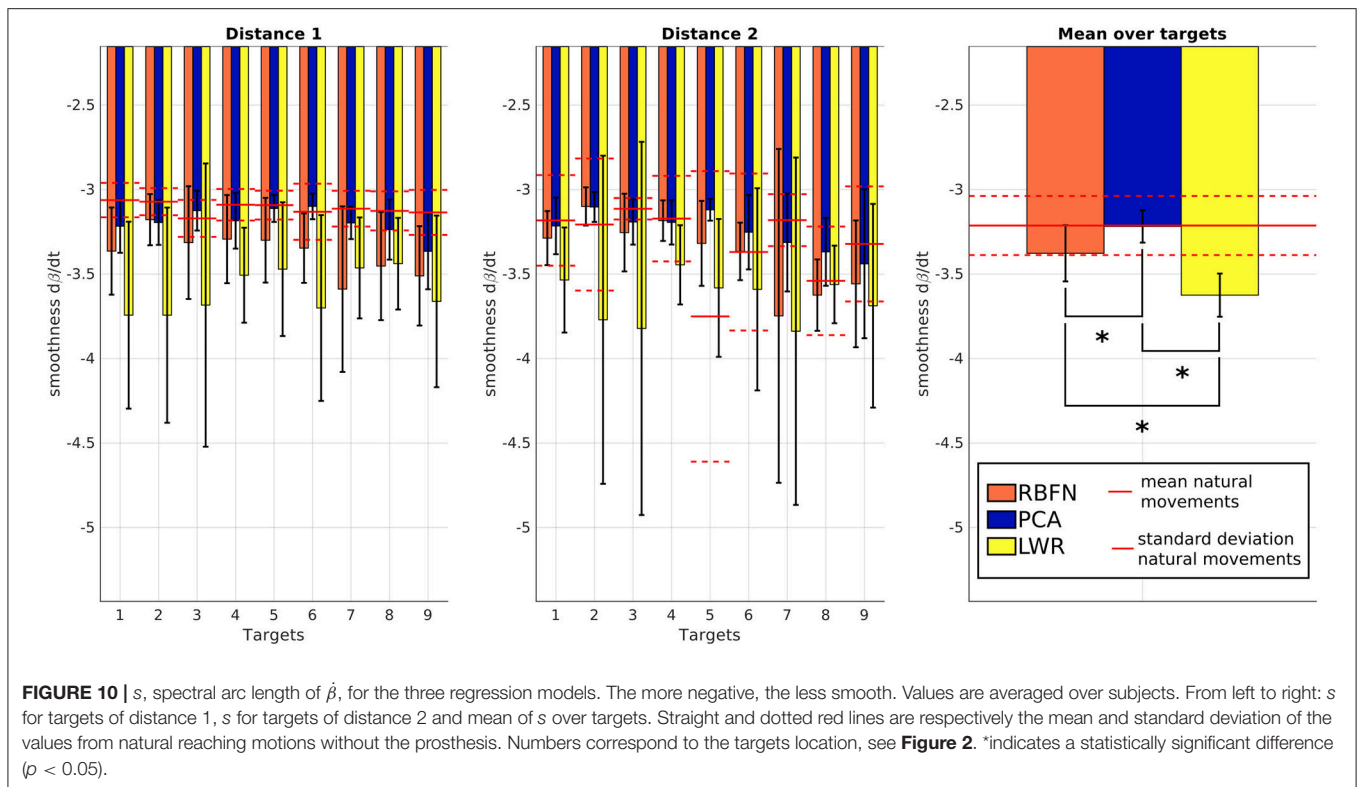 Distance 1
smoothness dβ/dt
-2.5
-3
-3.5
-4
-4.5
-5
1 2 3 4 5 6 7 8 9
Targets
Distance 2
smoothness dβ/dt
-2.5
-3
-3.5
-4
-4.5
-5
1 2 3 4 5 6 7 8 9
Targets
Mean over targets
smoothness dβ/dt
-2.5
-3
-3.5
-4
-4.5
-5
*
*
*
RBFN
PCA
LWR
mean natural
movements
standard deviation
natural movements
FIGURE 10 | s, spectral arc length of β̇, for the three regression models. The more negative, the less smooth. Values are averaged over subjects. From left to right: s
for targets of distance 1, s for targets of distance 2 and mean of s over targets. Straight and dotted red lines are respectively the mean and standard deviation of the
values from natural reaching motions without the prosthesis. Numbers correspond to the targets location, see Figure 2. *indicates a statistically significant difference
(p < 0.05).